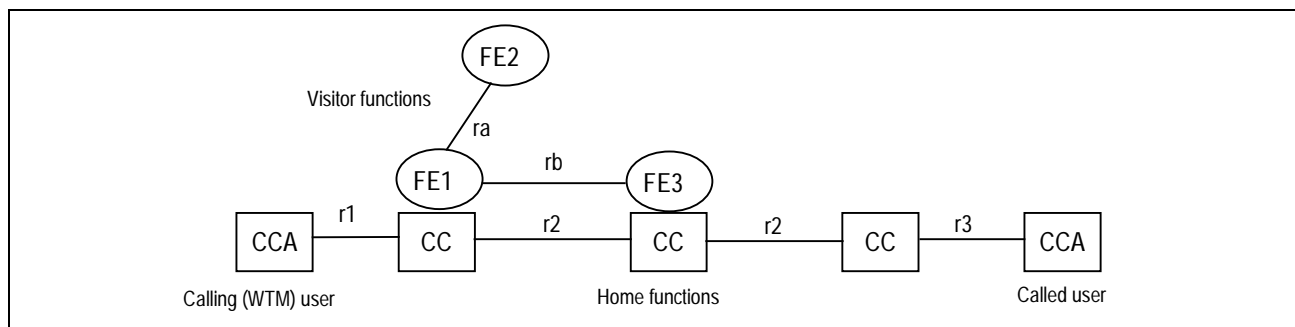 FE2
Visitor functions
ra
rb
FE1
FE3
r1
r2
r2
r3
CCA
CC
CC
CC
CCA
Calling (WTM) user
Home functions
Called user